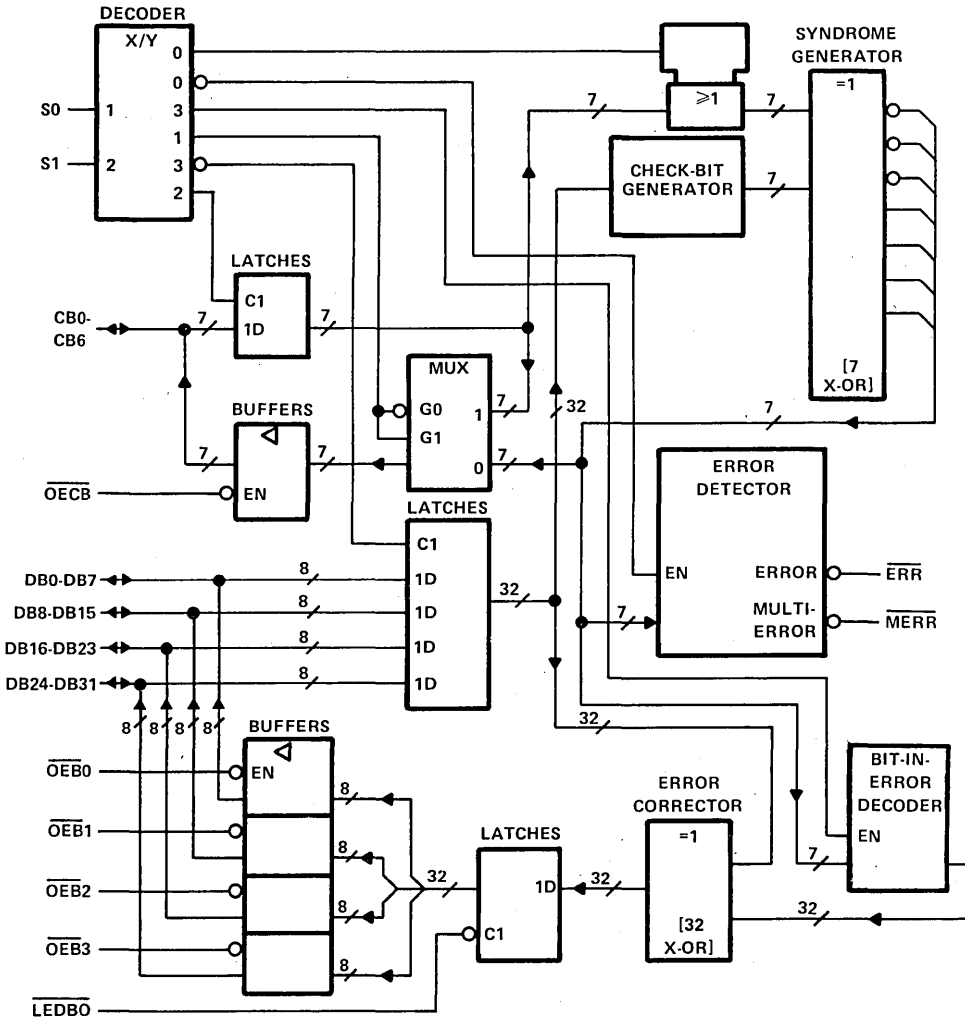 DECODER
X/Y
0
0
3
1
3
2
S0
1
S1
2
SYNDROME
GENERATOR
=1
[7
X-OR]
⩾1
7
7
CHECK-BIT
GENERATOR
7
LATCHES
C1
1D
CB0-
CB6
7
7
MUX
G0
G1
1
0
7
7
32
7
BUFFERS
EN
7
7
OECB
ERROR
DETECTOR
EN
ERROR
MULTI-
ERROR
ERR
MERR
7
LATCHES
C1
1D
1D
1D
1D
DB0-DB7
DB8-DB15
DB16-DB23
DB24-DB31
8
8
8
8
32
8
8
8
8
32
BUFFERS
EN
OEB0
OEB1
OEB2
OEB3
LEDBO
8
8
8
8
32
LATCHES
1D
C1
32
ERROR
CORRECTOR
=1
[32
X-OR]
BIT-IN-
ERROR
DECODER
EN
7
32